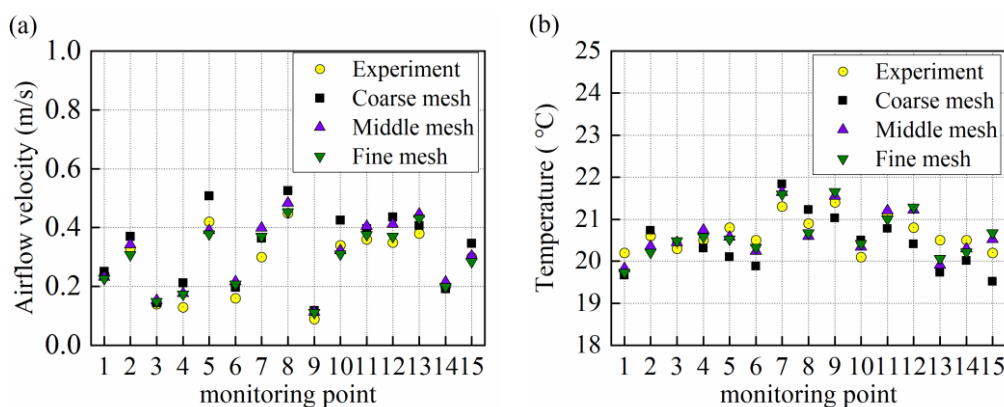 (a)
1.0
0.8
0.6
0.4
0.2
0.0
Airflow velocity (m/s)
Experiment
Coarse mesh
Middle mesh
Fine mesh
1 2 3 4 5 6 7 8 9 10 11 12 13 14 15
monitoring point
(b)
25
24
23
22
21
20
19
18
Temperature ( °C)
Experiment
Coarse mesh
Middle mesh
Fine mesh
1 2 3 4 5 6 7 8 9 10 11 12 13 14 15
monitoring point